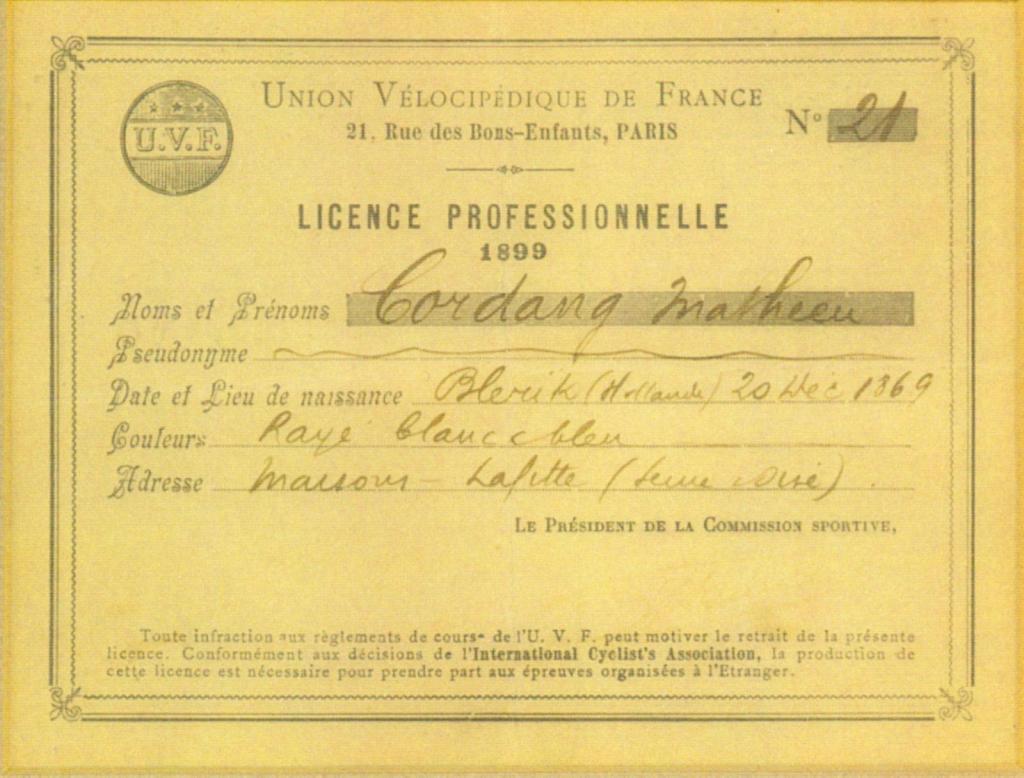 U.V.F.
UNION VÉLOCIPÉDIQUE DE FRANCE
21, Rue des Bons-Enfants, PARIS
N° 21
LICENCE PROFESSIONNELLE
1899
Noms et Prénoms Cordang Matheeu
Pseudonyme
Date et Lieu de naissance Blerik (Hollande) 20 Déc 1869
Couleurs Rayé blanc & bleu
Adresse Maisons-Lafitte (Seine & Oise)
LE PRÉSIDENT DE LA COMMISSION SPORTIVE,
Toute infraction aux règlements de courses de l'U. V. F. peut motiver le retrait de la présente
licence. Conformément aux décisions de l'International Cyclist's Association, la production de
cette licence est nécessaire pour prendre part aux épreuves organisées à l'Etranger.